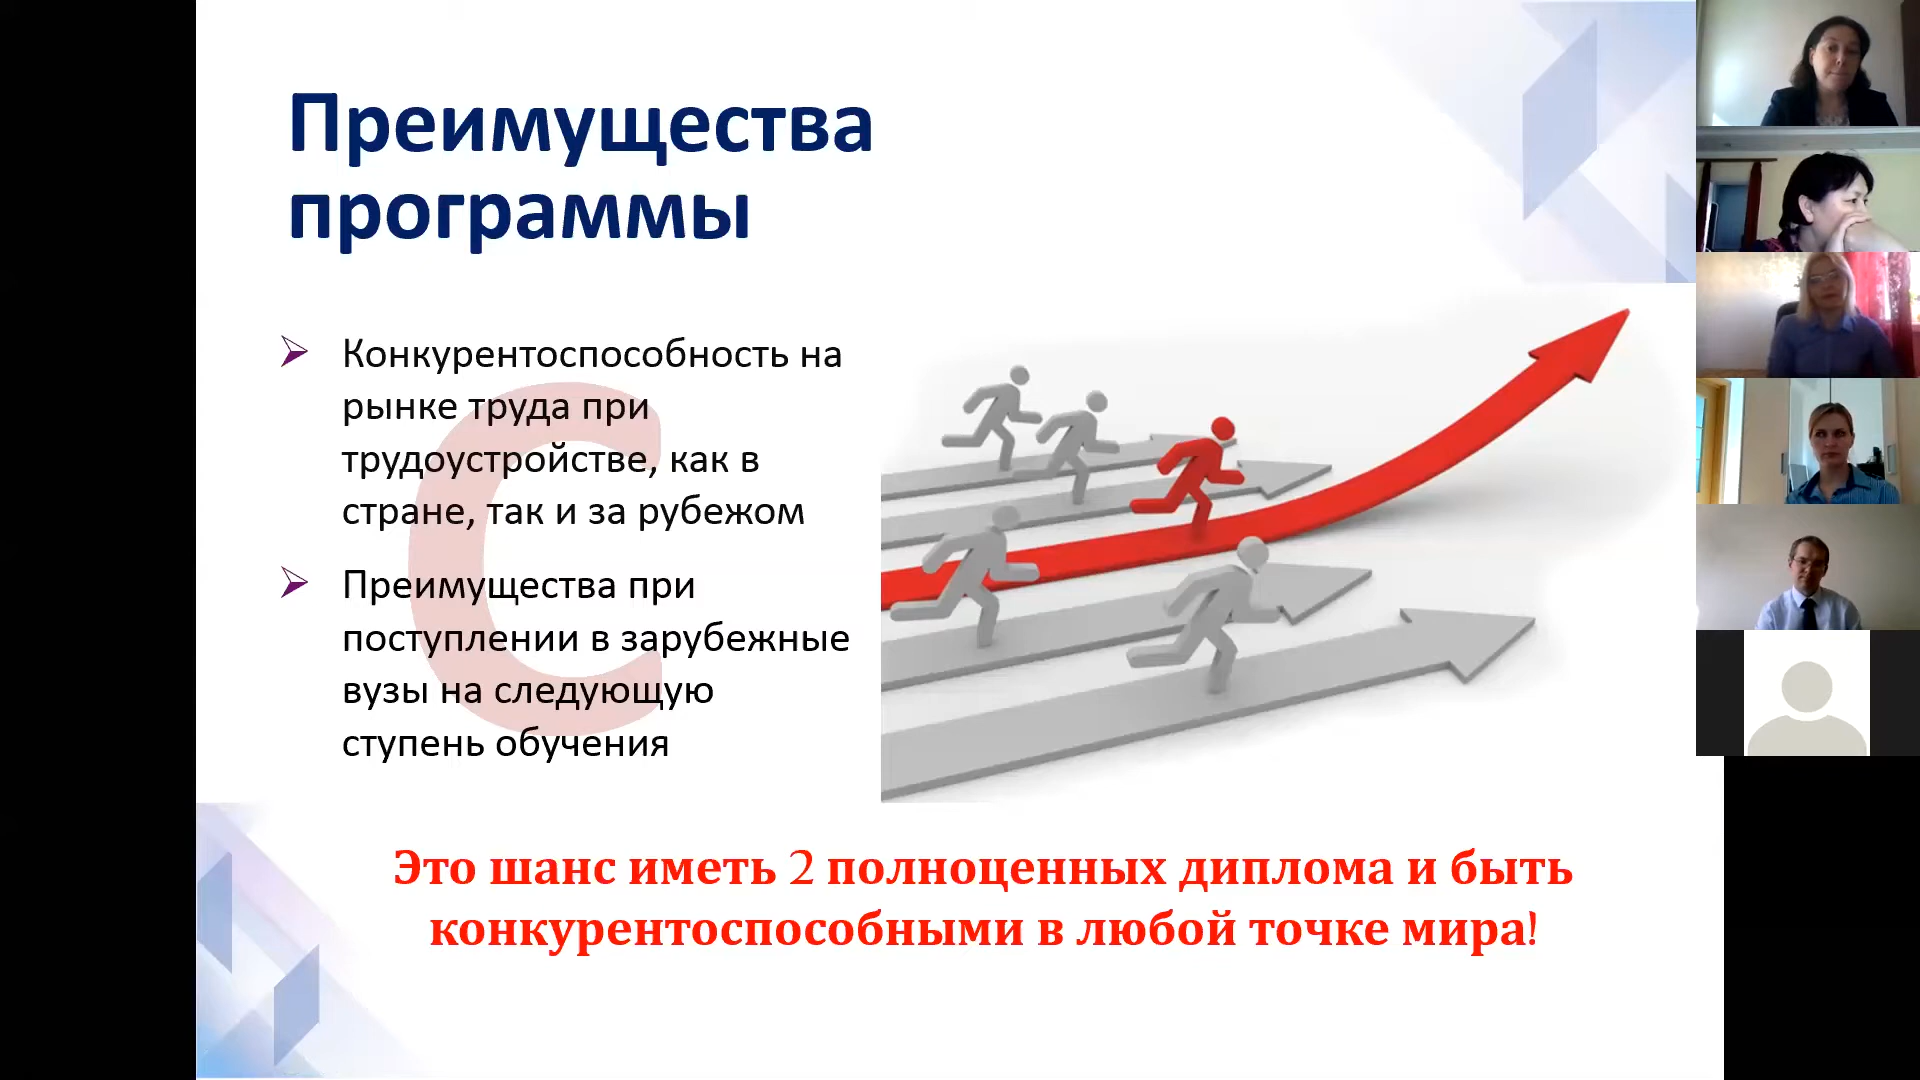 Преимущества
программы
Конкурентоспособность на
рынке труда при
трудоустройстве, как в
стране, так и за рубежом
Преимущества при
поступлении в зарубежные
вузы на следующую
ступень обучения
С
Это шанс иметь 2 полноценных диплома и быть
конкурентоспособными в любой точке мира!